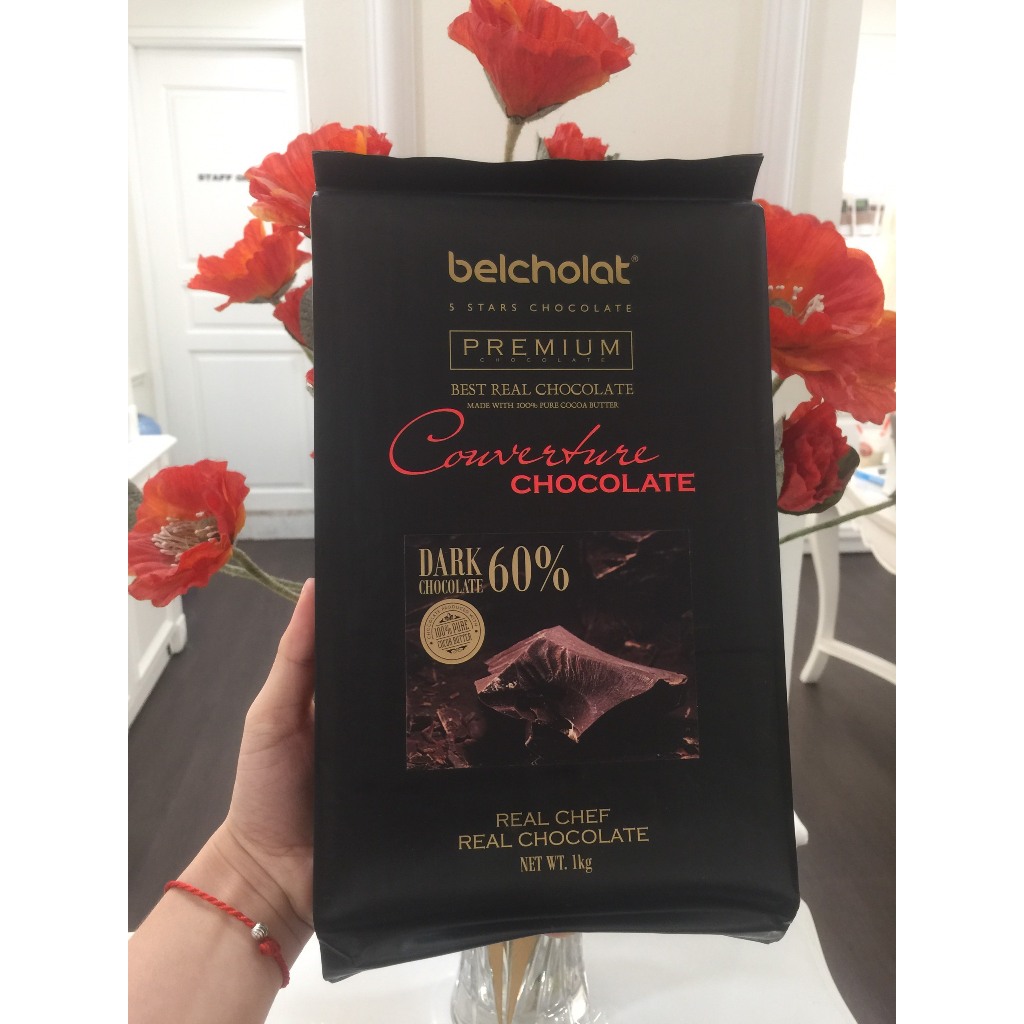 STAFF
belcholat®
5 STARS CHOCOLATE
PREMIUM
CHOCOLATE
BEST REAL CHOCOLATE
MADE WITH 100% PURE COCOA BUTTER
Couverture
CHOCOLATE
DARK
CHOCOLATE
60%
100% PURE
COCOA BUTTER
REAL CHEF
REAL CHOCOLATE
NET WT. 1kg